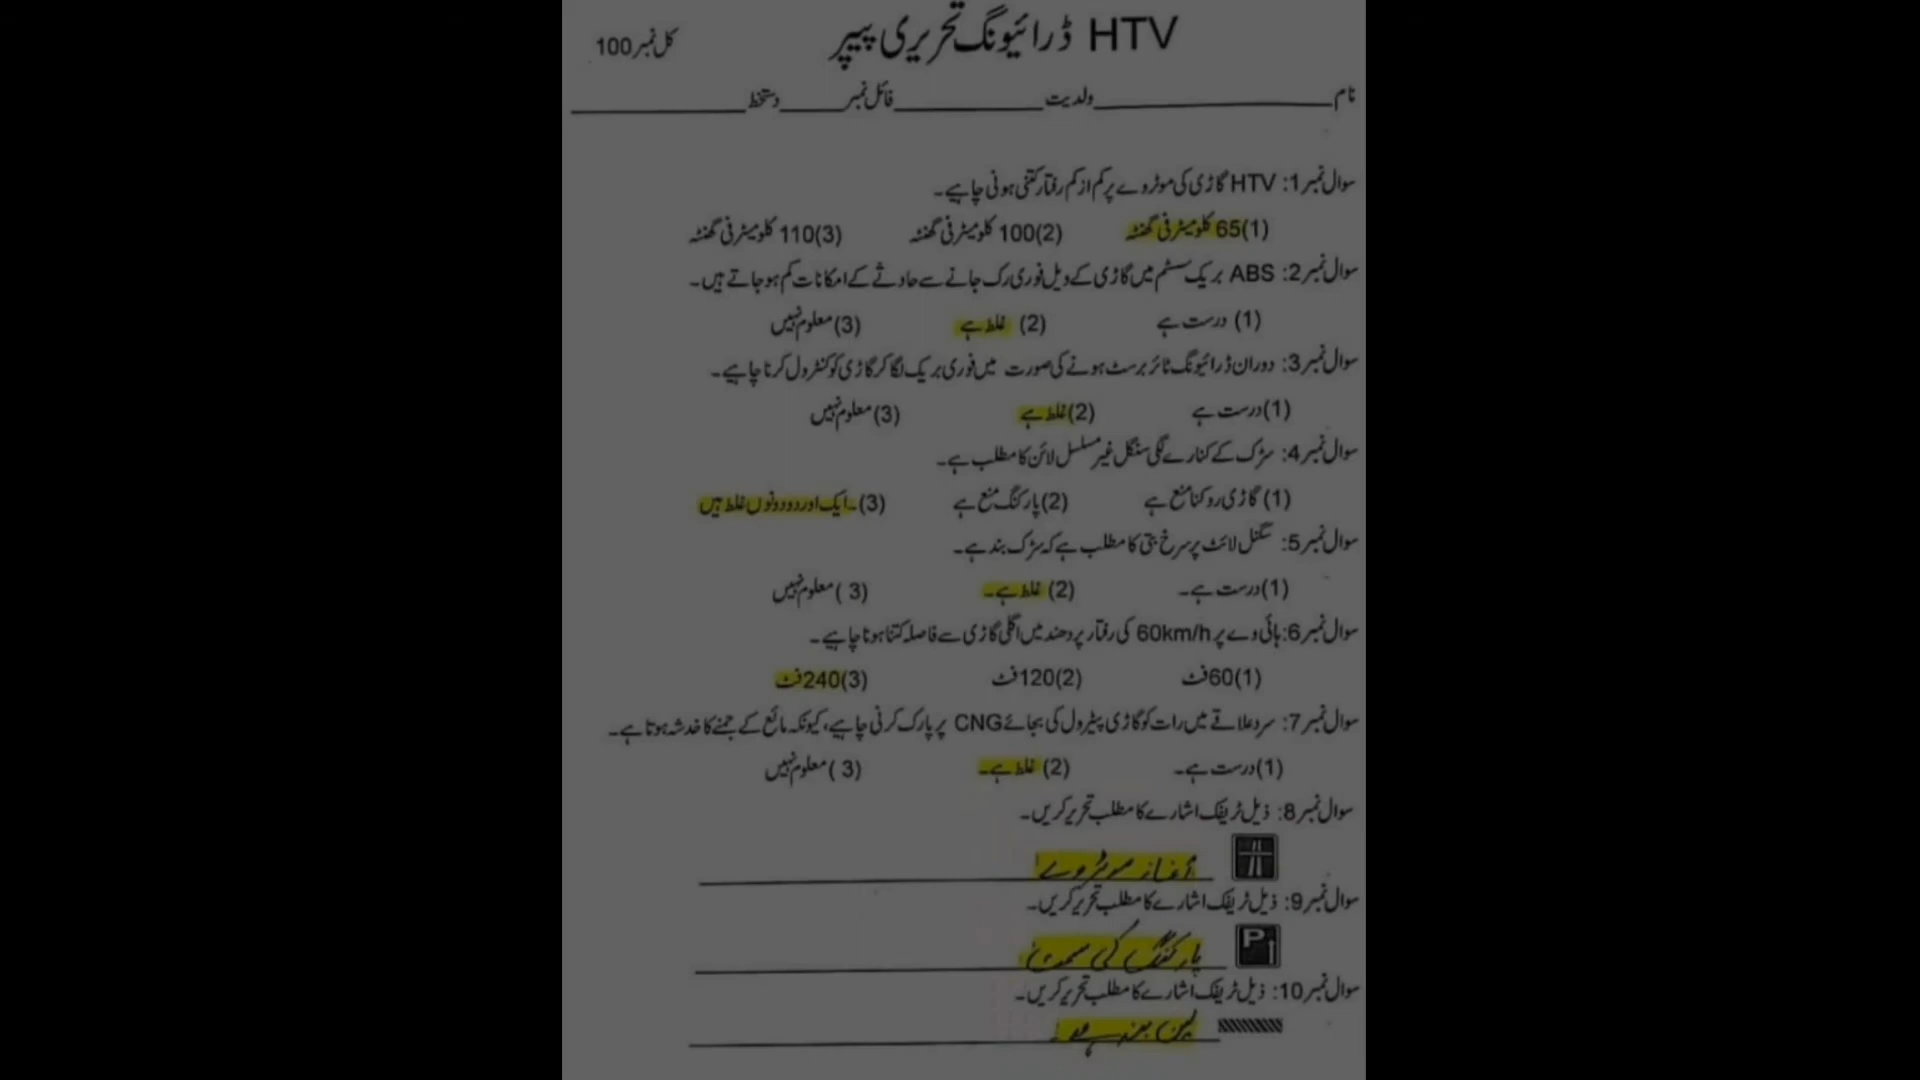 HTV ڈرائیونگ تحریری پیپر
کل نمبر 100
نام ولدیت فائل نمبر دستخط
سوال نمبر 1: HTV گاڑی کی موٹروے پر کم از کم رفتار کتنی ہونی چاہیے۔
(1) 65 کلومیٹر فی گھنٹہ (2) 100 کلومیٹر فی گھنٹہ (3) 110 کلومیٹر فی گھنٹہ
سوال نمبر 2: ABS بریک سسٹم میں گاڑی کے ویل فوری رک جانے سے حادثے کے امکانات کم ہو جاتے ہیں۔
(1) درست ہے (2) غلط ہے (3) معلوم نہیں
سوال نمبر 3: دوران ڈرائیونگ ٹائر برسٹ ہونے کی صورت میں فوری بریک لگا کر گاڑی کو کنٹرول کرنا چاہیے۔
(1) درست ہے (2) غلط ہے (3) معلوم نہیں
سوال نمبر 4: سڑک کے کنارے لگی سنگل غیر مسلسل لائن کا مطلب ہے۔
(1) گاڑی روکنا منع ہے (2) پارکنگ منع ہے (3)۔ ایک اور دو دونوں غلط ہیں
سوال نمبر 5: سگنل لائٹ پر سرخ بتی کا مطلب ہے کہ سڑک بند ہے۔
(1) درست ہے۔ (2) غلط ہے۔ (3 ) معلوم نہیں
سوال نمبر 6: ہائی وے پر 60km/h کی رفتار پر دھند میں اگلی گاڑی سے فاصلہ کتنا ہونا چاہیے۔
(1) 60 فٹ (2) 120 فٹ (3) 240 فٹ
سوال نمبر 7: سرد علاقے میں رات کو گاڑی پیٹرول کی بجائے CNG پر پارک کرنی چاہیے، کیونکہ مائع کے جمنے کا خدشہ ہوتا ہے۔
(1) درست ہے۔ (2) غلط ہے۔ (3 ) معلوم نہیں
سوال نمبر 8: ذیل ٹریفک اشارے کا مطلب تحریر کریں۔
آغاز موٹروے
سوال نمبر 9: ذیل ٹریفک اشارے کا مطلب تحریر کریں۔
P
پارکنگ کی سمت
سوال نمبر 10: ذیل ٹریفک اشارے کا مطلب تحریر کریں۔
لین بند ہے